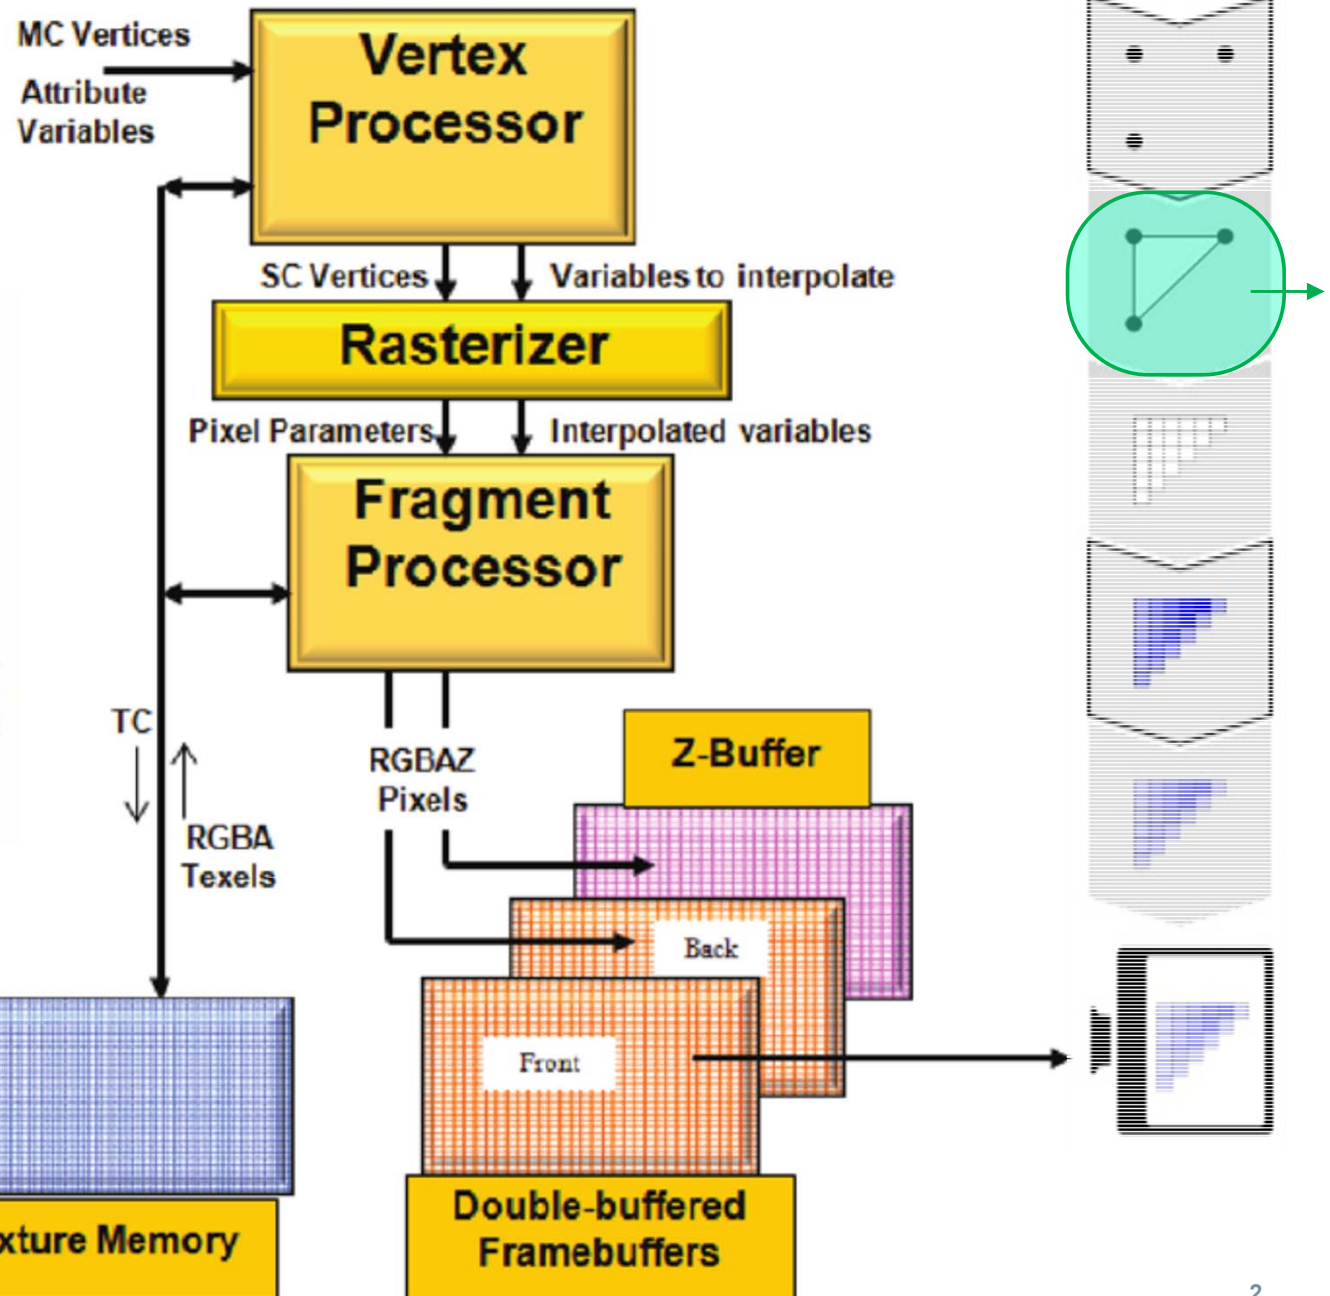 MC Vertices
Attribute
Variables
Vertex
Processor
SC Vertices
Variables to interpolate
Rasterizer
Pixel Parameters
Interpolated variables
Fragment
Processor
TC
RGBA
Texels
RGBAZ
Pixels
Z-Buffer
Back
Front
Double-buffered
Framebuffers
xture Memory
2